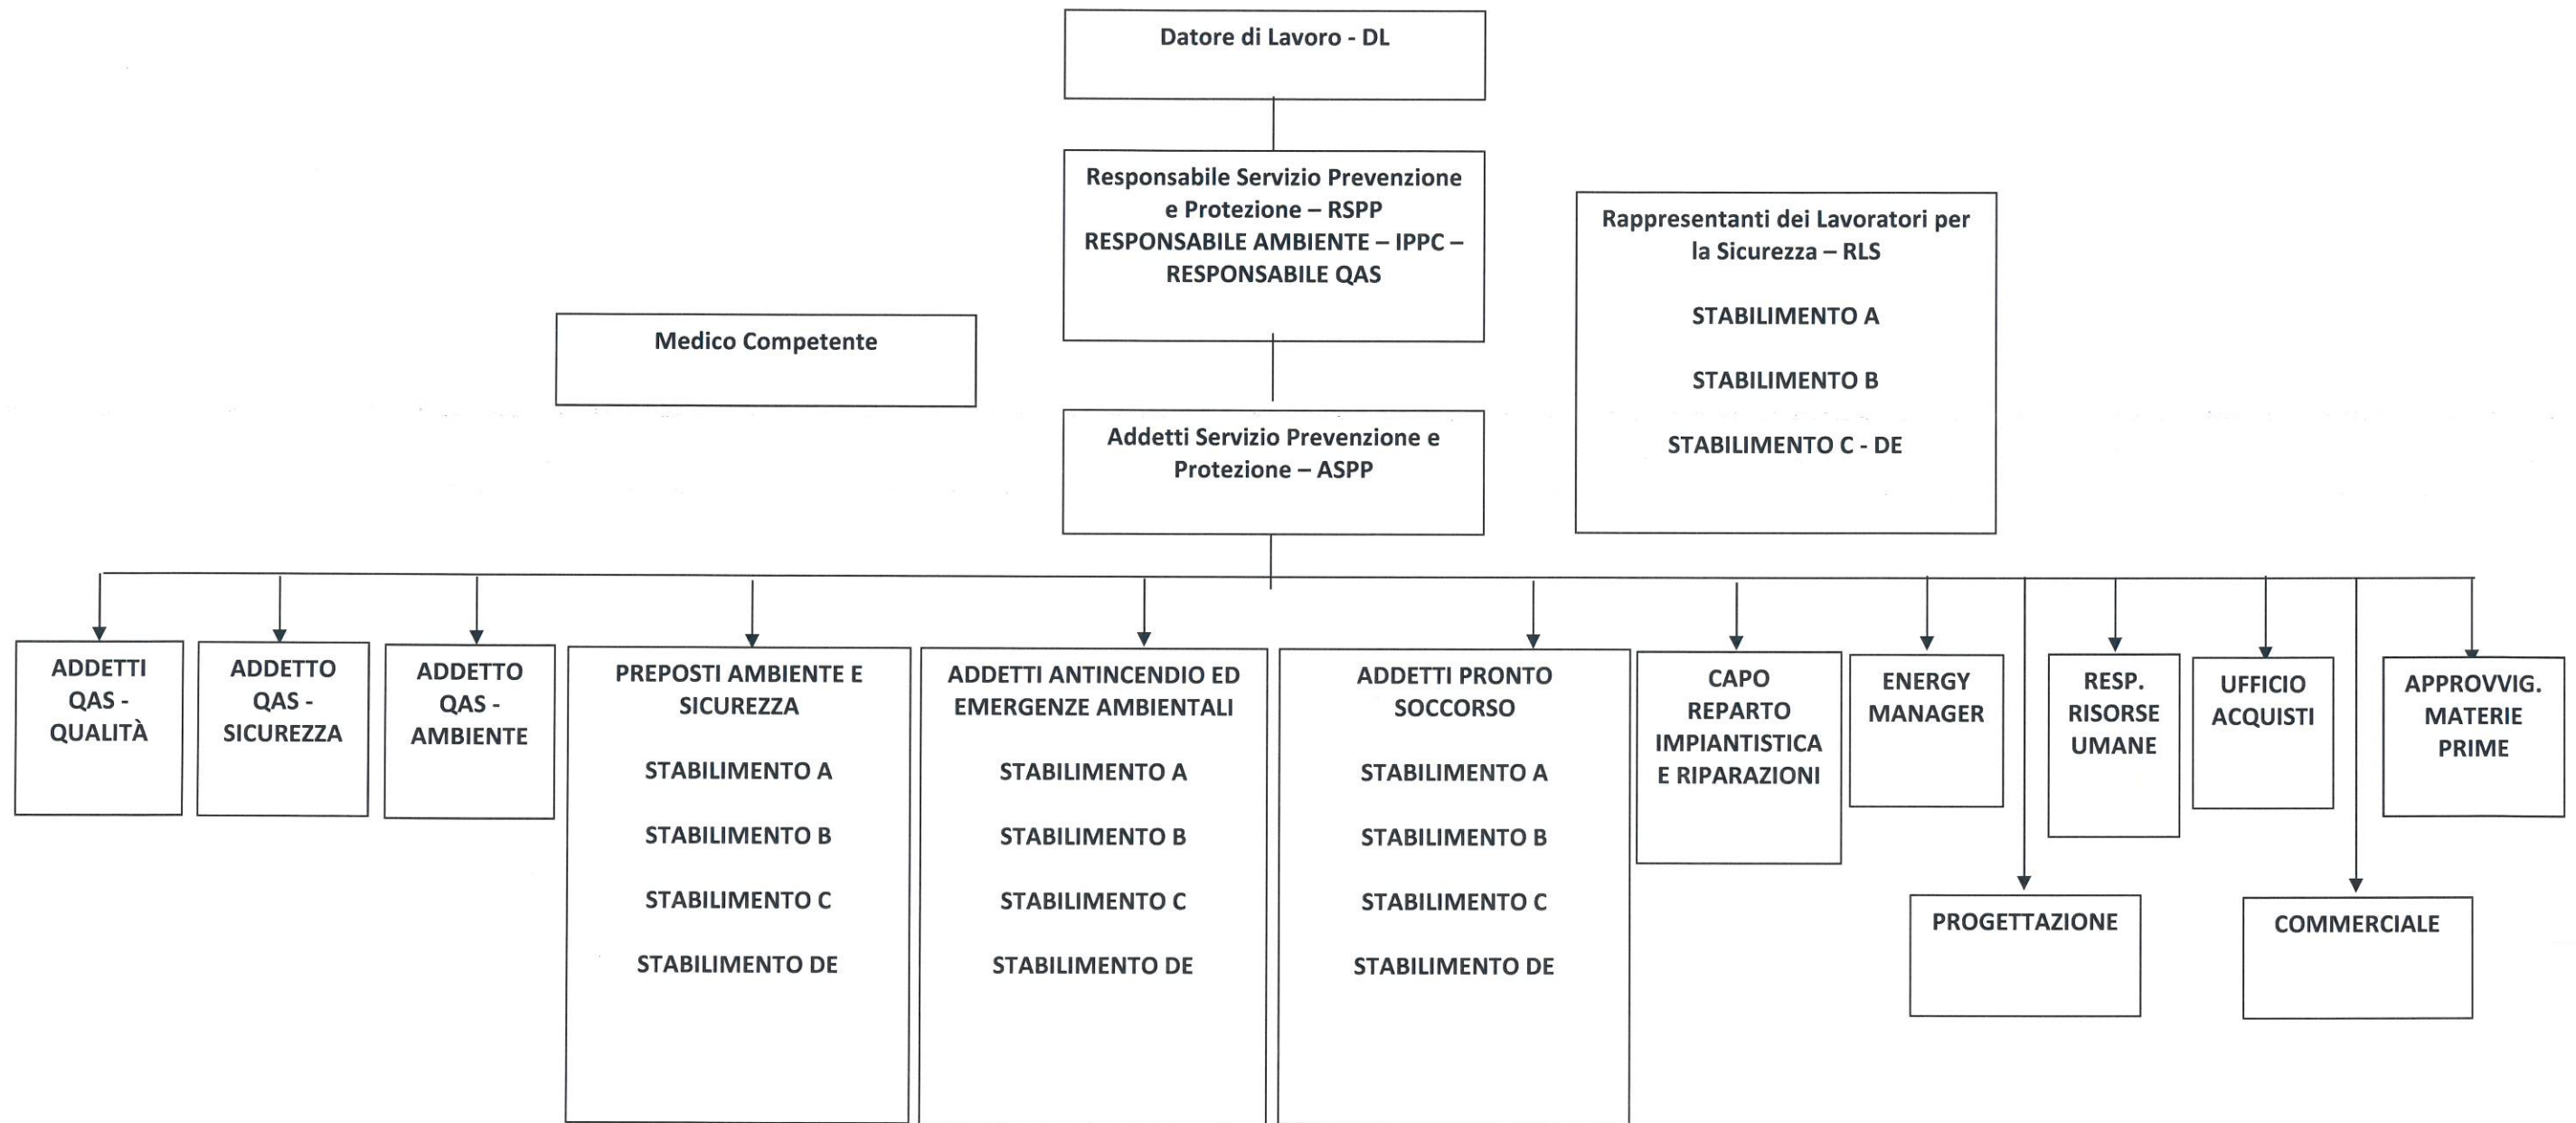 Datore di Lavoro - DL
Responsabile Servizio Prevenzione
e Protezione – RSPP
RESPONSABILE AMBIENTE – IPPC –
RESPONSABILE QAS
Rappresentanti dei Lavoratori per
la Sicurezza – RLS
STABILIMENTO A
STABILIMENTO B
STABILIMENTO C - DE
Medico Competente
Addetti Servizio Prevenzione e
Protezione – ASPP
ADDETTI
QAS -
QUALITÀ
ADDETTO
QAS -
SICUREZZA
ADDETTO
QAS -
AMBIENTE
PREPOSTI AMBIENTE E
SICUREZZA
STABILIMENTO A
STABILIMENTO B
STABILIMENTO C
STABILIMENTO DE
ADDETTI ANTINCENDIO ED
EMERGENZE AMBIENTALI
STABILIMENTO A
STABILIMENTO B
STABILIMENTO C
STABILIMENTO DE
ADDETTI PRONTO
SOCCORSO
STABILIMENTO A
STABILIMENTO B
STABILIMENTO C
STABILIMENTO DE
CAPO
REPARTO
IMPIANTISTICA
E RIPARAZIONI
ENERGY
MANAGER
RESP.
RISORSE
UMANE
UFFICIO
ACQUISTI
APPROVVIG.
MATERIE
PRIME
PROGETTAZIONE
COMMERCIALE